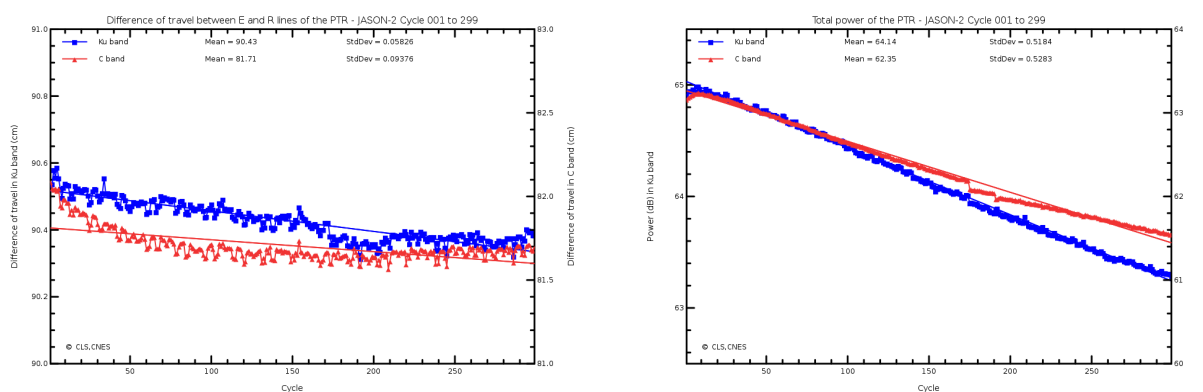 Difference of travel between E and R lines of the PTR - JASON-2 Cycle 001 to 299
91.0
90.8
90.6
90.4
90.2
90.0
Difference of travel in Ku band (cm)
Ku band Mean = 90.43 StdDev = 0.05826
C band Mean = 81.71 StdDev = 0.09376
83.0
82.5
82.0
81.5
81.0
Difference of travel in C band (cm)
© CLS,CNES
50 100 150 200 250
Cycle
Total power of the PTR - JASON-2 Cycle 001 to 299
65
64
63
Power (dB) in Ku band
Ku band Mean = 64.14 StdDev = 0.5184
C band Mean = 62.35 StdDev = 0.5283
64
63
62
61
60
© CLS,CNES
50 100 150 200 250
Cycle